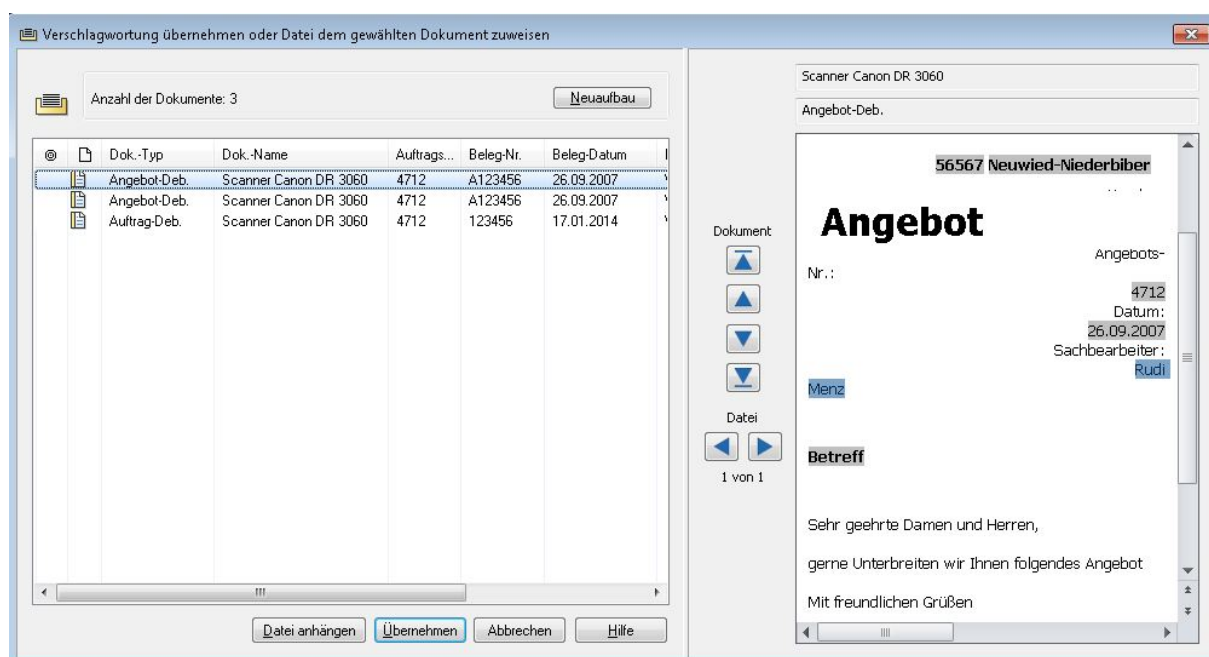 Verschlagwortung übernehmen oder Datei dem gewählten Dokument zuweisen
Anzahl der Dokumente: 3
Neuaufbau
Dok.-Typ Dok.-Name Auftrags... Beleg-Nr. Beleg-Datum
Angebot-Deb. Scanner Canon DR 3060 4712 A123456 26.09.2007
Angebot-Deb. Scanner Canon DR 3060 4712 A123456 26.09.2007
Auftrag-Deb. Scanner Canon DR 3060 4712 123456 17.01.2014
Datei anhängen Übernehmen Abbrechen Hilfe
Dokument
Datei
1 von 1
Scanner Canon DR 3060
Angebot-Deb.
56567 Neuwied-Niederbiber
Angebot
Angebots-
Nr.:
4712
Datum:
26.09.2007
Sachbearbeiter:
Rudi
Menz
Betreff
Sehr geehrte Damen und Herren,
gerne Unterbreiten wir Ihnen folgendes Angebot
Mit freundlichen Grüßen